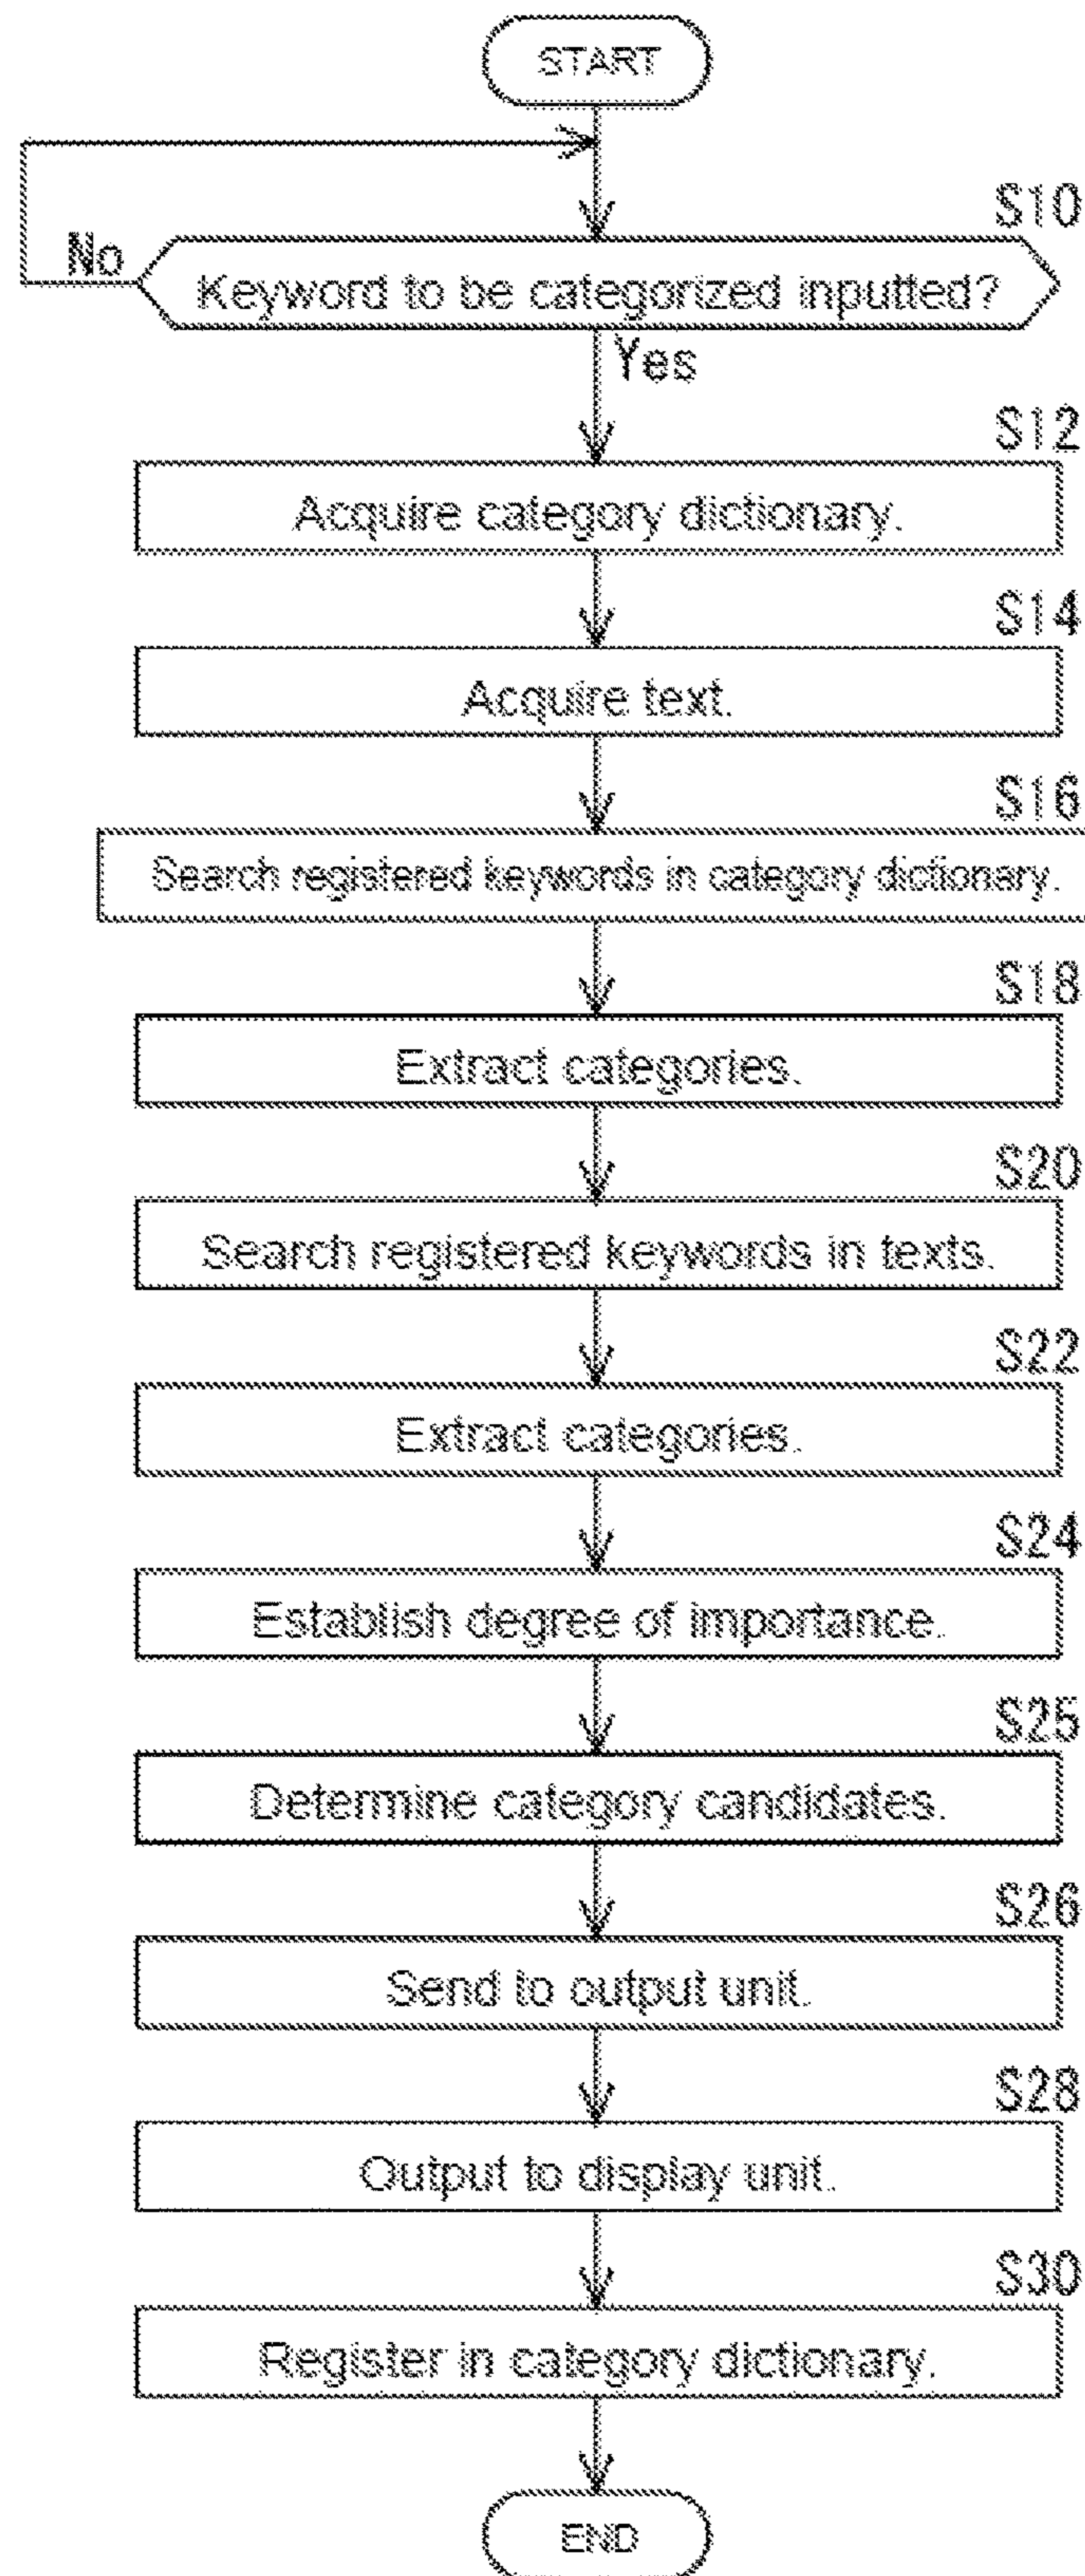 START
S10
No
Keyword to be categorized inputted?
Yes
S12
Acquire category dictionary.
S14
Acquire text.
S16
Search registered keywords in category dictionary.
S18
Extract categories.
S20
Search registered keywords in texts.
S22
Extract categories.
S24
Establish degree of importance.
S25
Determine category candidates.
S26
Send to output unit.
S28
Output to display unit.
S30
Register in category dictionary.
END